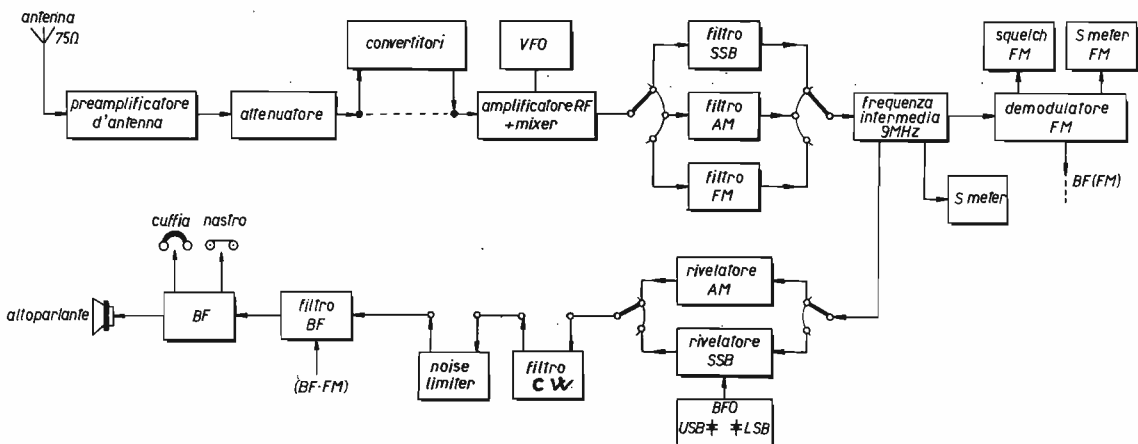 antenna
75Ω
preamplificatore
d'antenna
attenuatore
convertitori
VFO
amplificatore RF
+mixer
filtro
SSB
filtro
AM
filtro
FM
frequenza
intermedia
9MHz
squelch
FM
S meter
FM
demodulatore
FM
BF(FM)
S meter
cuffia
nastro
altoparlante
BF
filtro
BF
(BF-FM)
noise
limiter
filtro
CW
rivelatore
AM
rivelatore
SSB
BFO
USB LSB